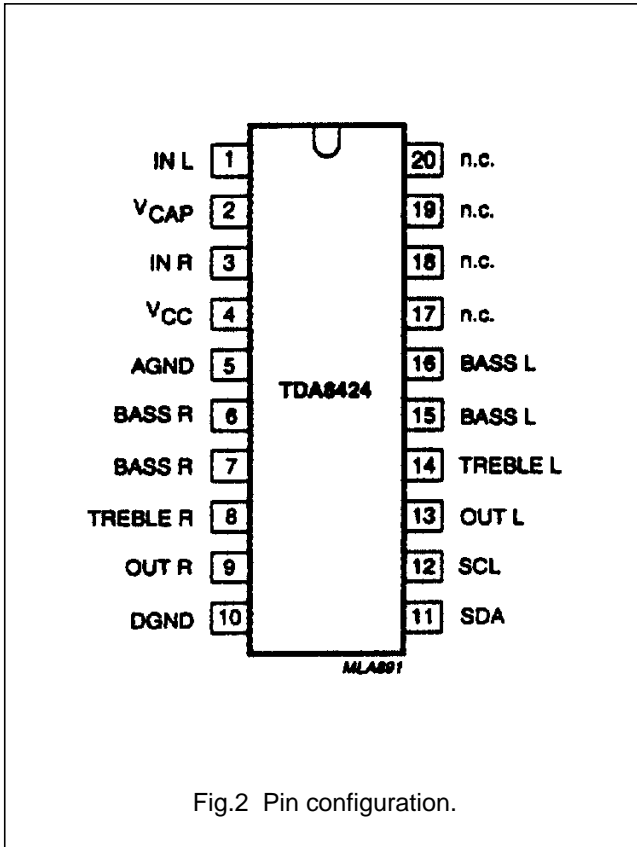 IN L 1 20 n.c.
VCAP 2 19 n.c.
IN R 3 18 n.c.
VCC 4 17 n.c.
AGND 5 16 BASS L
TDA8424
BASS R 6 15 BASS L
BASS R 7 14 TREBLE L
TREBLE R 8 13 OUT L
OUT R 9 12 SCL
DGND 10 11 SDA
MLA891
Fig.2 Pin configuration.